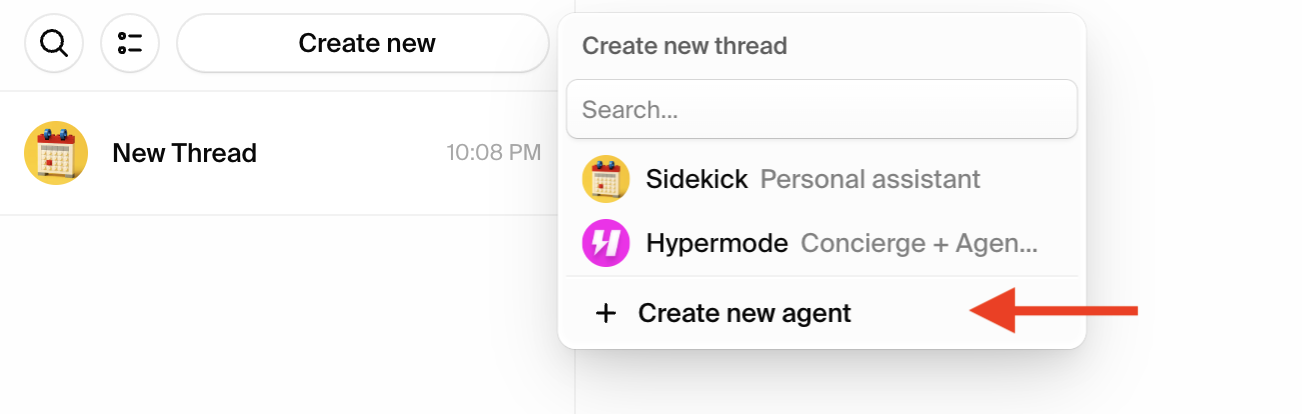 Create new
New Thread 10:08 PM
Create new thread
Search...
Sidekick Personal assistant
Hypermode Concierge + Agen...
+ Create new agent